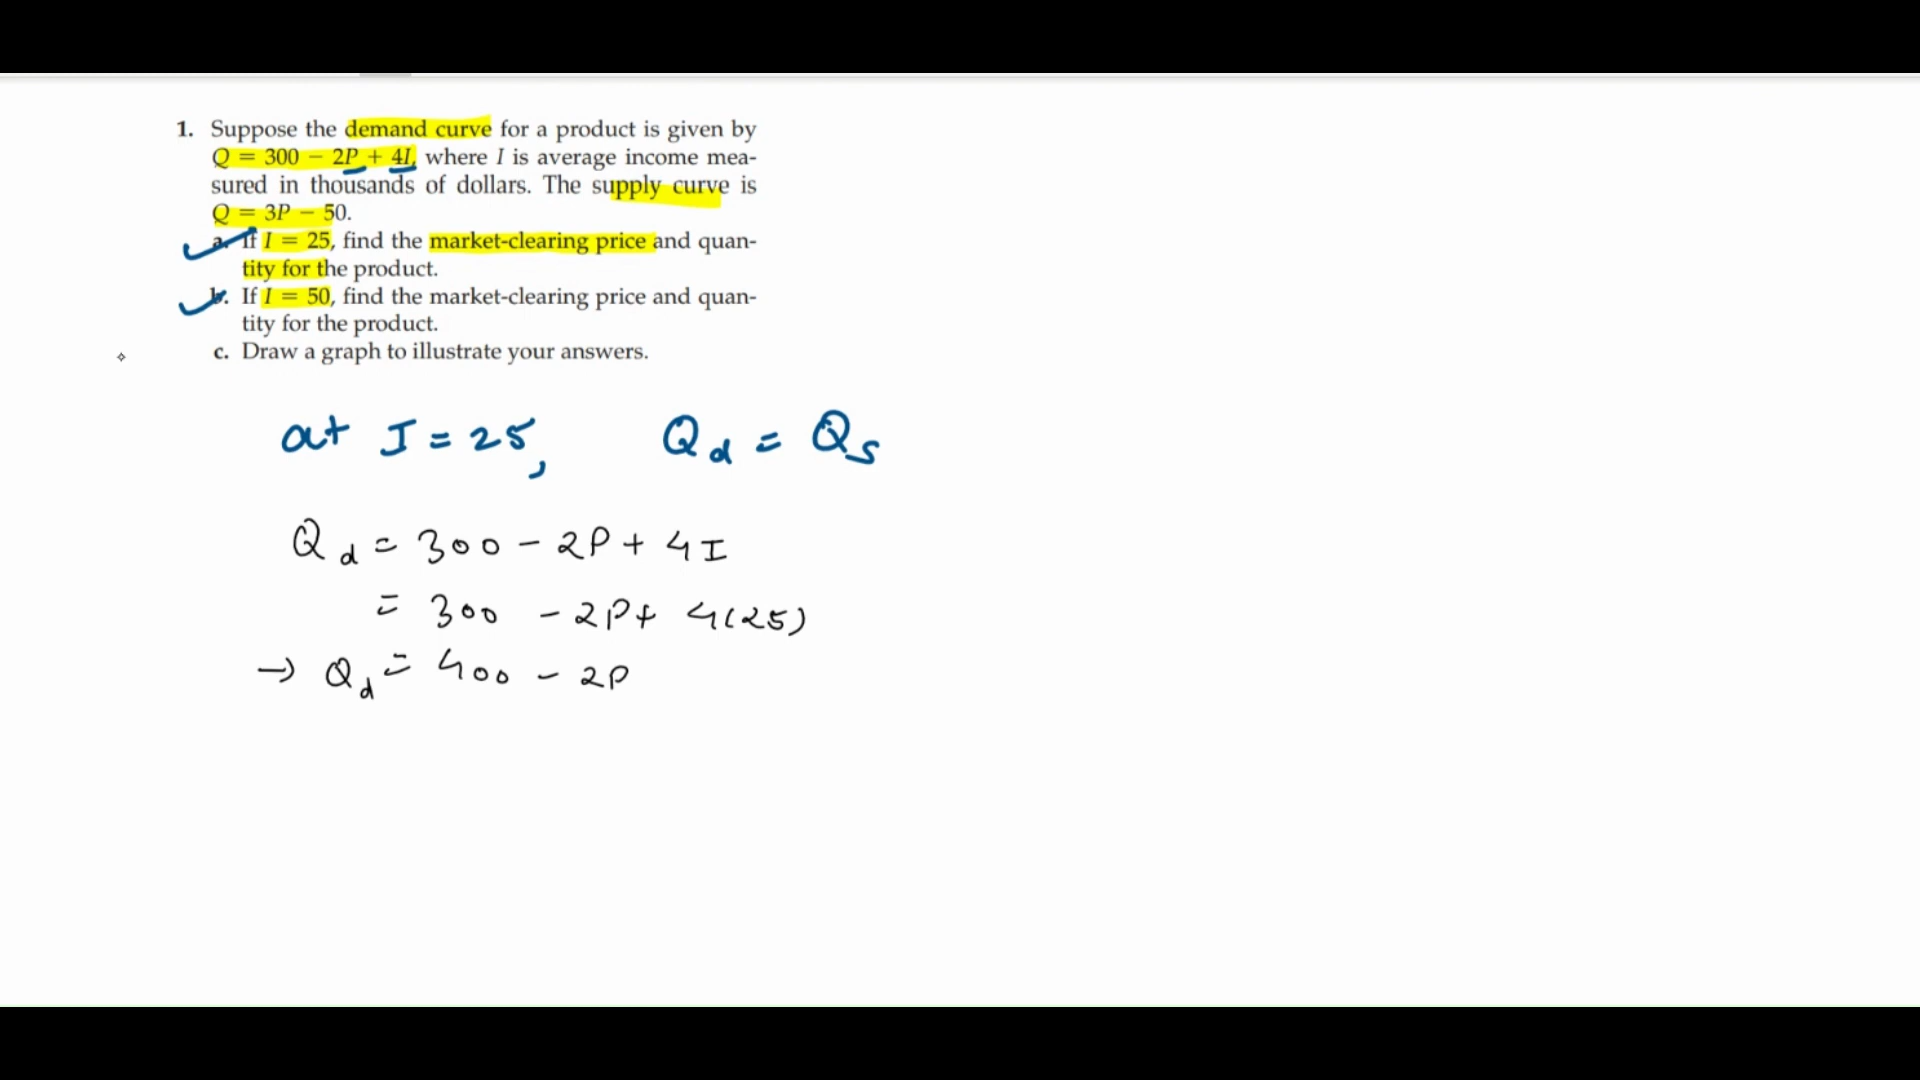 1. Suppose the demand curve for a product is given by
Q = 300 − 2P + 4I, where I is average income mea-
sured in thousands of dollars. The supply curve is
Q = 3P − 50.
a. If I = 25, find the market-clearing price and quan-
tity for the product.
b. If I = 50, find the market-clearing price and quan-
tity for the product.
c. Draw a graph to illustrate your answers.
at I = 25, Qd = Qs
Qd = 300 − 2P + 4I
= 300 − 2P + 4(25)
→ Qd = 400 − 2P